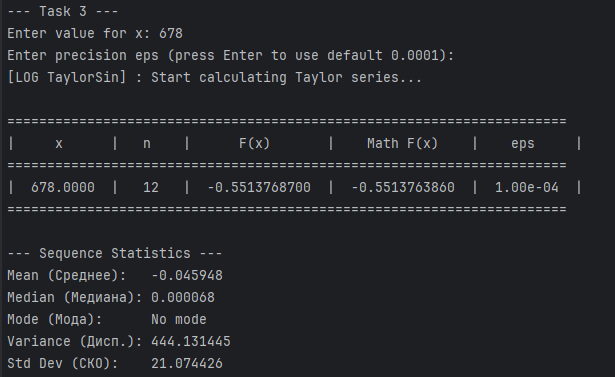 --- Task 3 ---
Enter value for x: 678
Enter precision eps (press Enter to use default 0.0001):
[LOG TaylorSin] : Start calculating Taylor series...
======================================================================
|     x      |   n    |      F(x)       |    Math F(x)    |    eps     |
======================================================================
|  678.0000  |   12   |  -0.5513768700  |  -0.5513763860  |  1.00e-04  |
======================================================================
--- Sequence Statistics ---
Mean (Среднее):   -0.045948
Median (Медиана): 0.000068
Mode (Мода):      No mode
Variance (Дисп.): 444.131445
Std Dev (СКО):    21.074426